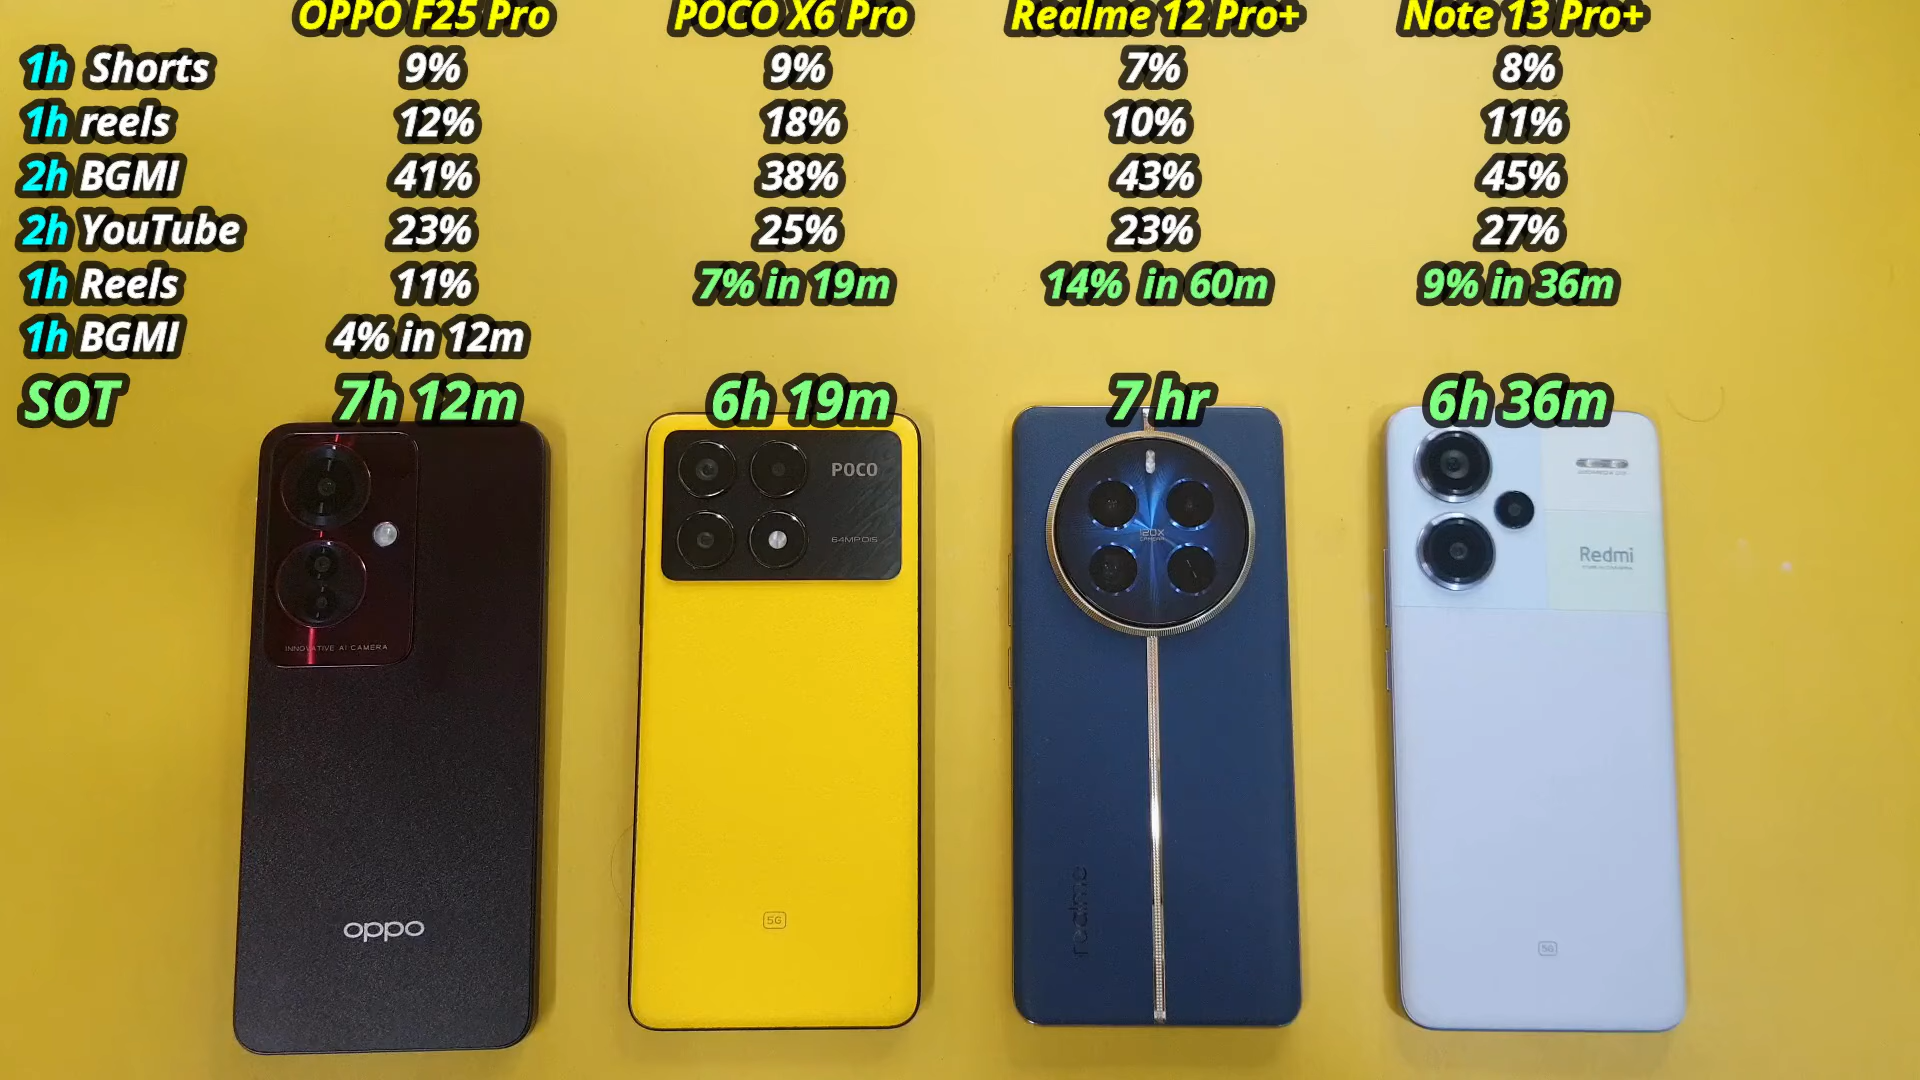 OPPO F25 Pro POCO X6 Pro Realme 12 Pro+ Note 13 Pro+
1h Shorts 9% 9% 7% 8%
1h reels 12% 18% 10% 11%
2h BGMI 41% 38% 43% 45%
2h YouTube 23% 25% 23% 27%
1h Reels 11% 7% in 19m 14% in 60m 9% in 36m
1h BGMI 4% in 12m
SOT 7h 12m 6h 19m 7 hr 6h 36m
POCO
64MP OIS
120X
Redmi
INNOVATIVE AI CAMERA
realme
oppo
5G
5G